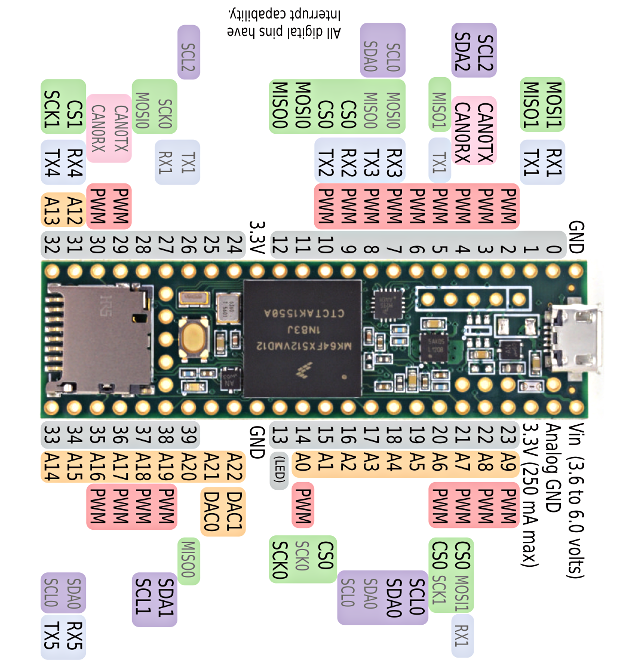 All digital pins have
Interrupt capability.
GND
MOSI1 RX1 0
MISO1 TX1 1
PWM 2
SCL2 CAN0TX PWM 3
SDA2 CAN0RX PWM 4
MISO1 TX1 PWM 5
PWM 6
SCL0 MOSI0 RX3 PWM 7
SDA0 MISO0 TX3 PWM 8
CS0 RX2 PWM 9
CS0 TX2 PWM 10
MOSI0 11
MISO0 12
3.3V
24
25
SCL2 TX1 26
SCK0 RX1 27
MOSI0 28
CAN0TX PWM 29
CAN0RX PWM 30
CS1 RX4 A12 31
SCK1 TX4 A13 32
MK64FX512VMD12
1N83J
CTCTAK1550A
Vin (3.6 to 6.0 volts)
Analog GND
3.3V (250 mA max)
23 A9 PWM
22 A8 PWM
21 A7 PWM CS0 MOSI1 RX1
20 A6 PWM CS0 SCK1
19 A5 SCL0
18 A4 SDA0
17 A3 SDA0
16 A2 SCL0
15 A1 CS0
14 A0 PWM SCK0
13 (LED) SCK0
GND
A22 DAC1
A21 DAC0
39 A20 MISO0
38 A19 PWM SDA1
37 A18 PWM SCL1
36 A17 PWM
35 A16 PWM
34 A15 SDA0 RX5
33 A14 SCL0 TX5